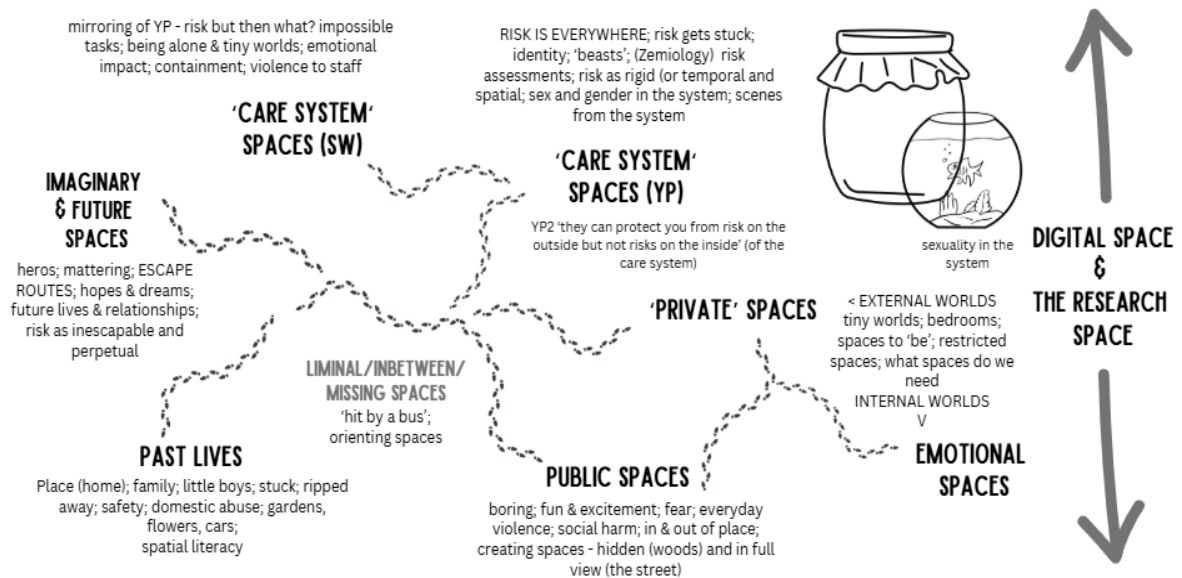 mirroring of YP - risk but then what? impossible
tasks; being alone & tiny worlds; emotional
impact; containment; violence to staff
'CARE SYSTEM'
SPACES (SW)
RISK IS EVERYWHERE; risk gets stuck;
identity; 'beasts'; (Zemiology) risk
assessments; risk as rigid (or temporal and
spatial; sex and gender in the system; scenes
from the system
'CARE SYSTEM'
SPACES (YP)
YP2 'they can protect you from risk on the
outside but not risks on the inside' (of the
care system)
sexuality in the
system
DIGITAL SPACE
&
THE RESEARCH
SPACE
IMAGINARY
& FUTURE
SPACES
heros; mattering; ESCAPE
ROUTES; hopes & dreams;
future lives & relationships;
risk as inescapable and
perpetual
LIMINAL/INBETWEEN/
MISSING SPACES
'hit by a bus';
orienting spaces
'PRIVATE' SPACES
< EXTERNAL WORLDS
tiny worlds; bedrooms;
spaces to 'be'; restricted
spaces; what spaces do we
need
INTERNAL WORLDS
V
EMOTIONAL
SPACES
PAST LIVES
Place (home); family; little boys; stuck; ripped
away; safety; domestic abuse; gardens,
flowers, cars;
spatial literacy
PUBLIC SPACES
boring; fun & excitement; fear; everyday
violence; social harm; in & out of place;
creating spaces - hidden (woods) and in full
view (the street)